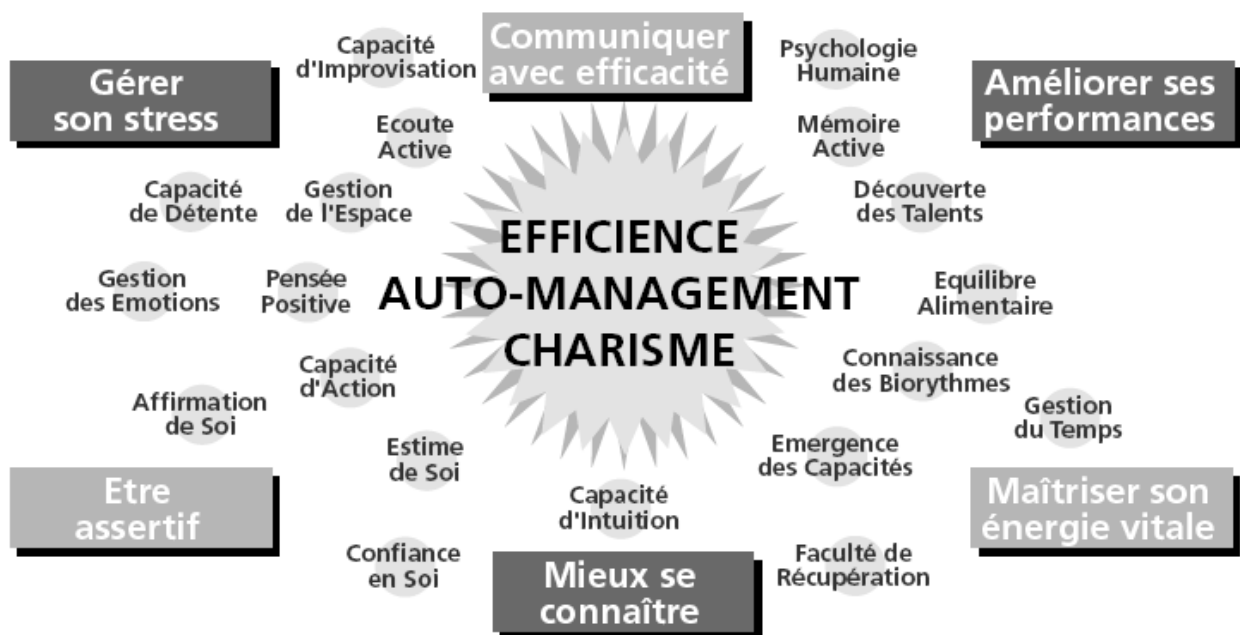 Communiquer
avec efficacité
Capacité
d'Improvisation
Psychologie
Humaine
Gérer
son stress
Améliorer ses
performances
Ecoute
Active
Mémoire
Active
Capacité
de Détente
Gestion
de l'Espace
Découverte
des Talents
EFFICIENCE
AUTO-MANAGEMENT
CHARISME
Gestion
des Emotions
Pensée
Positive
Equilibre
Alimentaire
Capacité
d'Action
Connaissance
des Biorythmes
Affirmation
de Soi
Gestion
du Temps
Estime
de Soi
Emergence
des Capacités
Etre
assertif
Capacité
d'Intuition
Maîtriser son
énergie vitale
Confiance
en Soi
Mieux se
connaître
Faculté de
Récupération